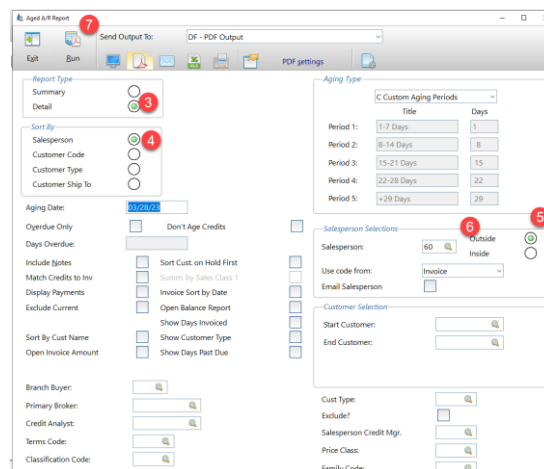 Aged A/R Report
7
Exit
Run
Send Output To:
DF - PDF Output
PDF settings
Report Type
Summary
Detail
3
Sort By
Salesperson
4
Customer Code
Customer Type
Customer Ship To
Aging Date:
03/28/23
Overdue Only
Don't Age Credits
Days Overdue:
Include Notes
Sort Cust. on Hold First
Match Credits to Inv
Summ. by Sales Class 1
Display Payments
Invoice Sort by Date
Exclude Current
Open Balance Report
Show Days Invoiced
Sort By Cust Name
Show Customer Type
Open Invoice Amount
Show Days Past Due
Branch Buyer:
Primary Broker:
Credit Analyst:
Terms Code:
Classification Code:
Aging Type
C Custom Aging Periods
Title
Days
Period 1:
1-7 Days
1
Period 2:
8-14 Days
8
Period 3:
15-21 Days
15
Period 4:
22-28 Days
22
Period 5:
+29 Days
29
Salesperson Selections
6
5
Salesperson:
60
Outside
Inside
Use code from:
Invoice
Email Salesperson
Customer Selection
Start Customer:
End Customer:
Cust Type:
Exclude?
Salesperson Credit Mgr.
Price Class:
Family Code: